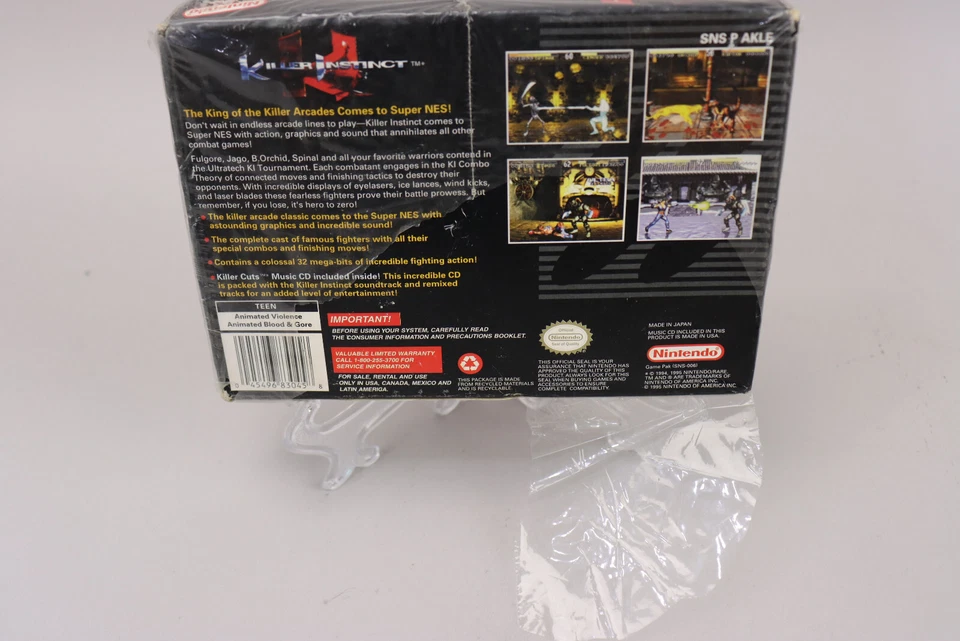 Nintendo
SNS P AKLE
KILLER INSTINCT™
The King of the Killer Arcades Comes to Super NES!
Don't wait in endless arcade lines to play—Killer Instinct comes to
Super NES with action, graphics and sound that annihilates all other
combat games!
Fulgore, Jago, B.Orchid, Spinal and all your favorite warriors contend in
the Ultratech KI Tournament. Each combatant engages in the KI Combo
Theory of connected moves and finishing tactics to destroy their
opponents. With incredible displays of eyelasers, ice lances, wind kicks,
and laser blades these fearless fighters prove their battle prowess. But
remember, if you lose, it's hero to zero!
• The killer arcade classic comes to the Super NES with
astounding graphics and incredible sound!
• The complete cast of famous fighters with all their
special combos and finishing moves!
• Contains a colossal 32 mega-bits of incredible fighting action!
• Killer Cuts™ Music CD included inside! This incredible CD
is packed with the Killer Instinct soundtrack and remixed
tracks for an added level of entertainment!
TEEN
Animated Violence
Animated Blood & Gore
45496 83045 8
IMPORTANT!
BEFORE USING YOUR SYSTEM, CAREFULLY READ
THE CONSUMER INFORMATION AND PRECAUTIONS BOOKLET.
VALUABLE LIMITED WARRANTY
CALL 1-800-255-3700 FOR
SERVICE INFORMATION
FOR SALE, RENTAL AND USE
ONLY IN USA, CANADA, MEXICO AND
LATIN AMERICA.
THIS PACKAGE IS MADE
FROM RECYCLED MATERIALS
AND IS RECYCLABLE.
Official
Nintendo
Seal of Quality
THIS OFFICIAL SEAL IS YOUR
ASSURANCE THAT NINTENDO HAS
APPROVED THE QUALITY OF THIS
PRODUCT. ALWAYS LOOK FOR THIS
SEAL WHEN BUYING GAMES AND
ACCESSORIES TO ENSURE
COMPLETE COMPATIBILITY.
MADE IN JAPAN
MUSIC CD INCLUDED IN THIS
PRODUCT IS MADE IN USA.
Nintendo
Game Pak (SNS-006)
© 1994, 1995 NINTENDO/RARE.
TM AND ® ARE TRADEMARKS OF
NINTENDO OF AMERICA INC.
© 1995 NINTENDO OF AMERICA INC.